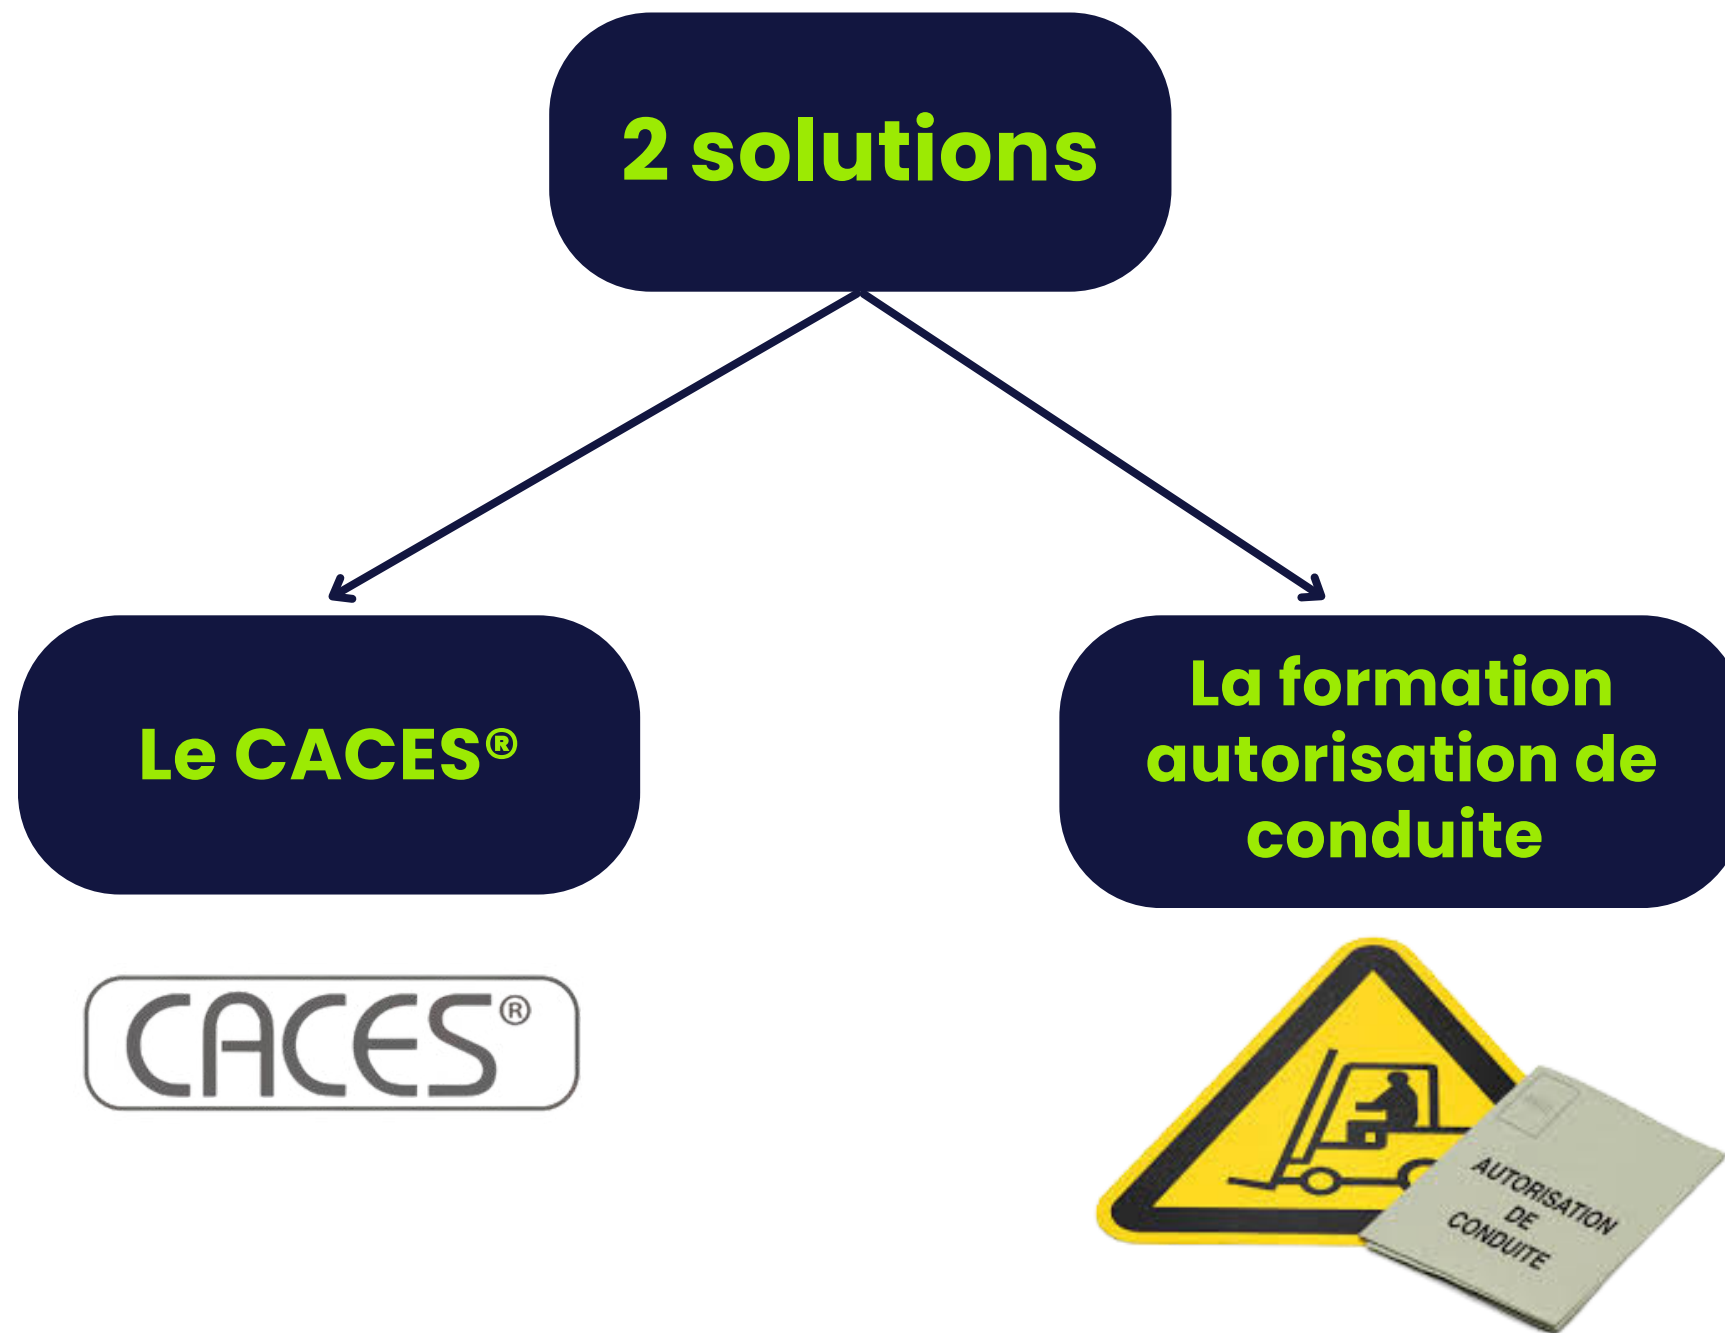 2 solutions
Le CACES®
La formation
autorisation de
conduite
CACES®
AUTORISATION
DE
CONDUITE